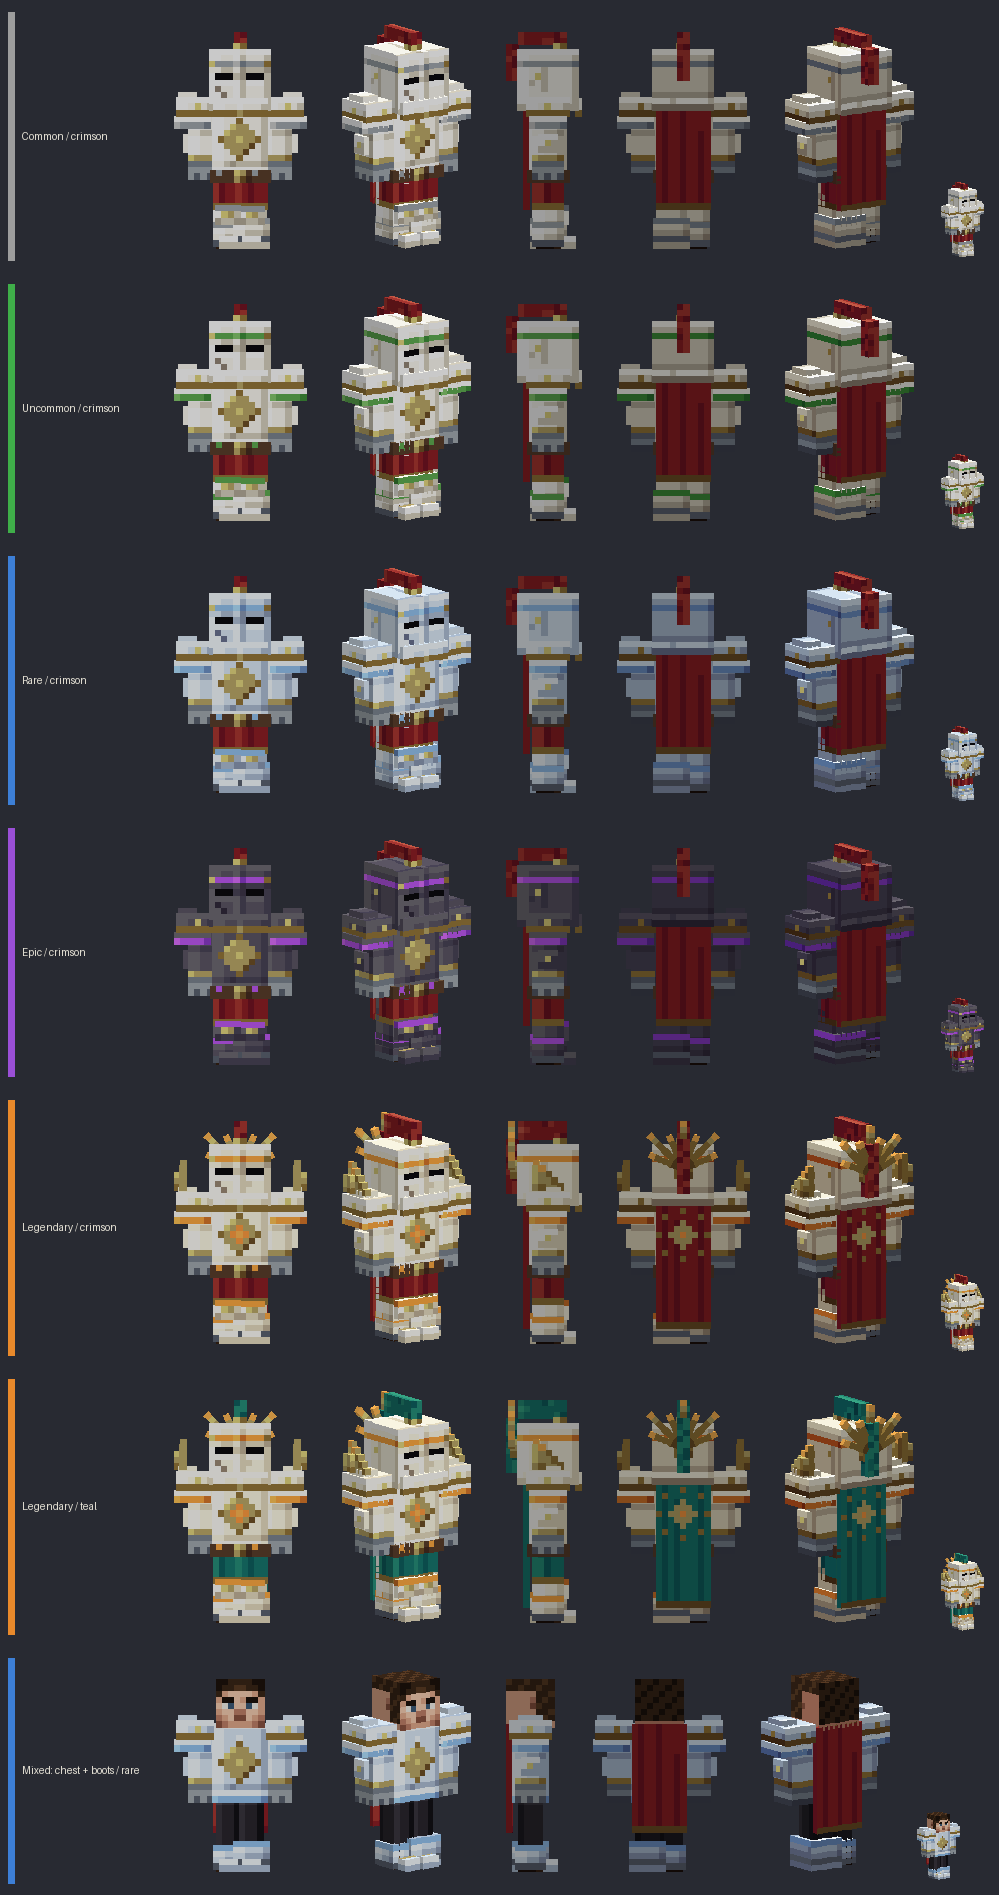 Common / crimson
Uncommon / crimson
Rare / crimson
Epic / crimson
Legendary / crimson
Legendary / teal
Mixed: chest + boots / rare